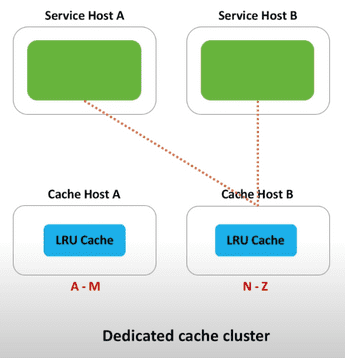 Service Host A
Service Host B
Cache Host A
Cache Host B
LRU Cache
LRU Cache
A - M
N - Z
Dedicated cache cluster